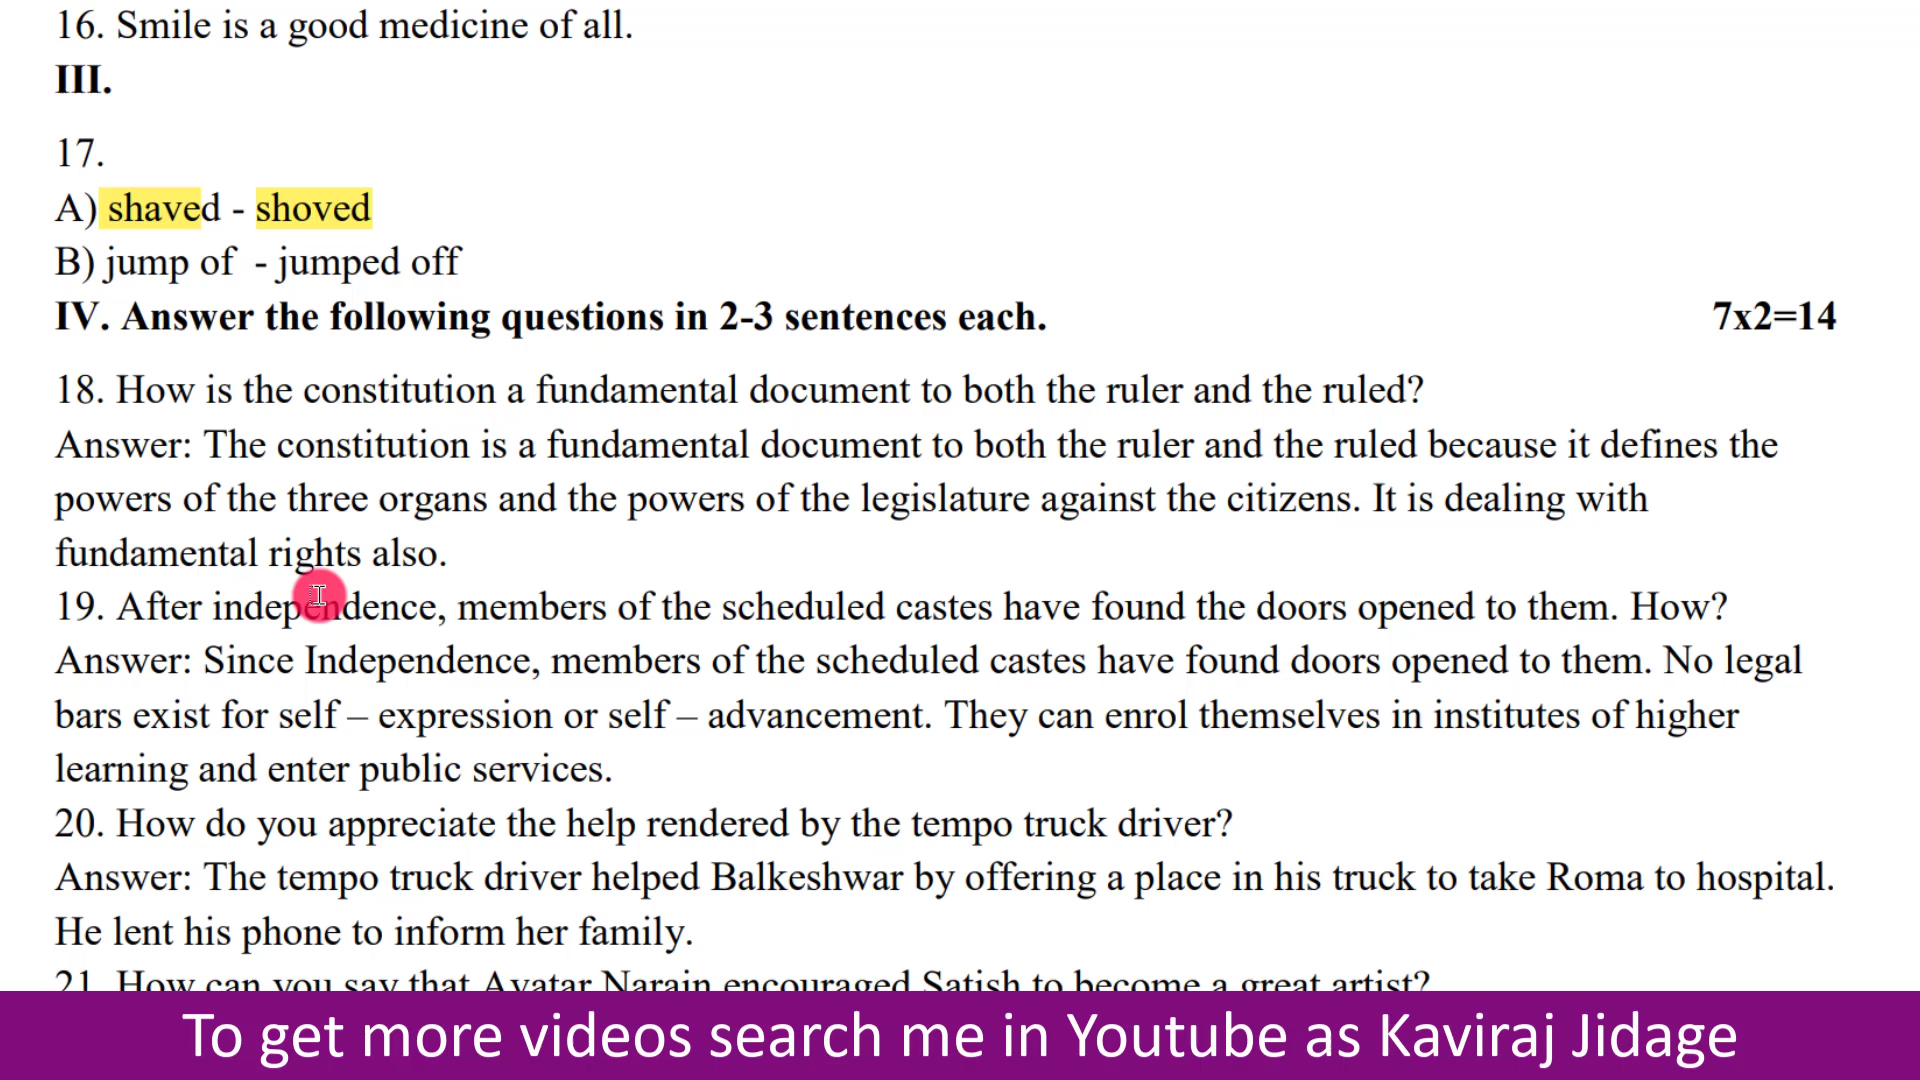 16. Smile is a good medicine of all.
III.
17.
A) shaved - shoved
B) jump of - jumped off
IV. Answer the following questions in 2-3 sentences each. 7x2=14
18. How is the constitution a fundamental document to both the ruler and the ruled?
Answer: The constitution is a fundamental document to both the ruler and the ruled because it defines the
powers of the three organs and the powers of the legislature against the citizens. It is dealing with
fundamental rights also.
19. After independence, members of the scheduled castes have found the doors opened to them. How?
Answer: Since Independence, members of the scheduled castes have found doors opened to them. No legal
bars exist for self – expression or self – advancement. They can enrol themselves in institutes of higher
learning and enter public services.
20. How do you appreciate the help rendered by the tempo truck driver?
Answer: The tempo truck driver helped Balkeshwar by offering a place in his truck to take Roma to hospital.
He lent his phone to inform her family.
21. How can you say that Avatar Narain encouraged Satish to become a great artist?
To get more videos search me in Youtube as Kaviraj Jidage